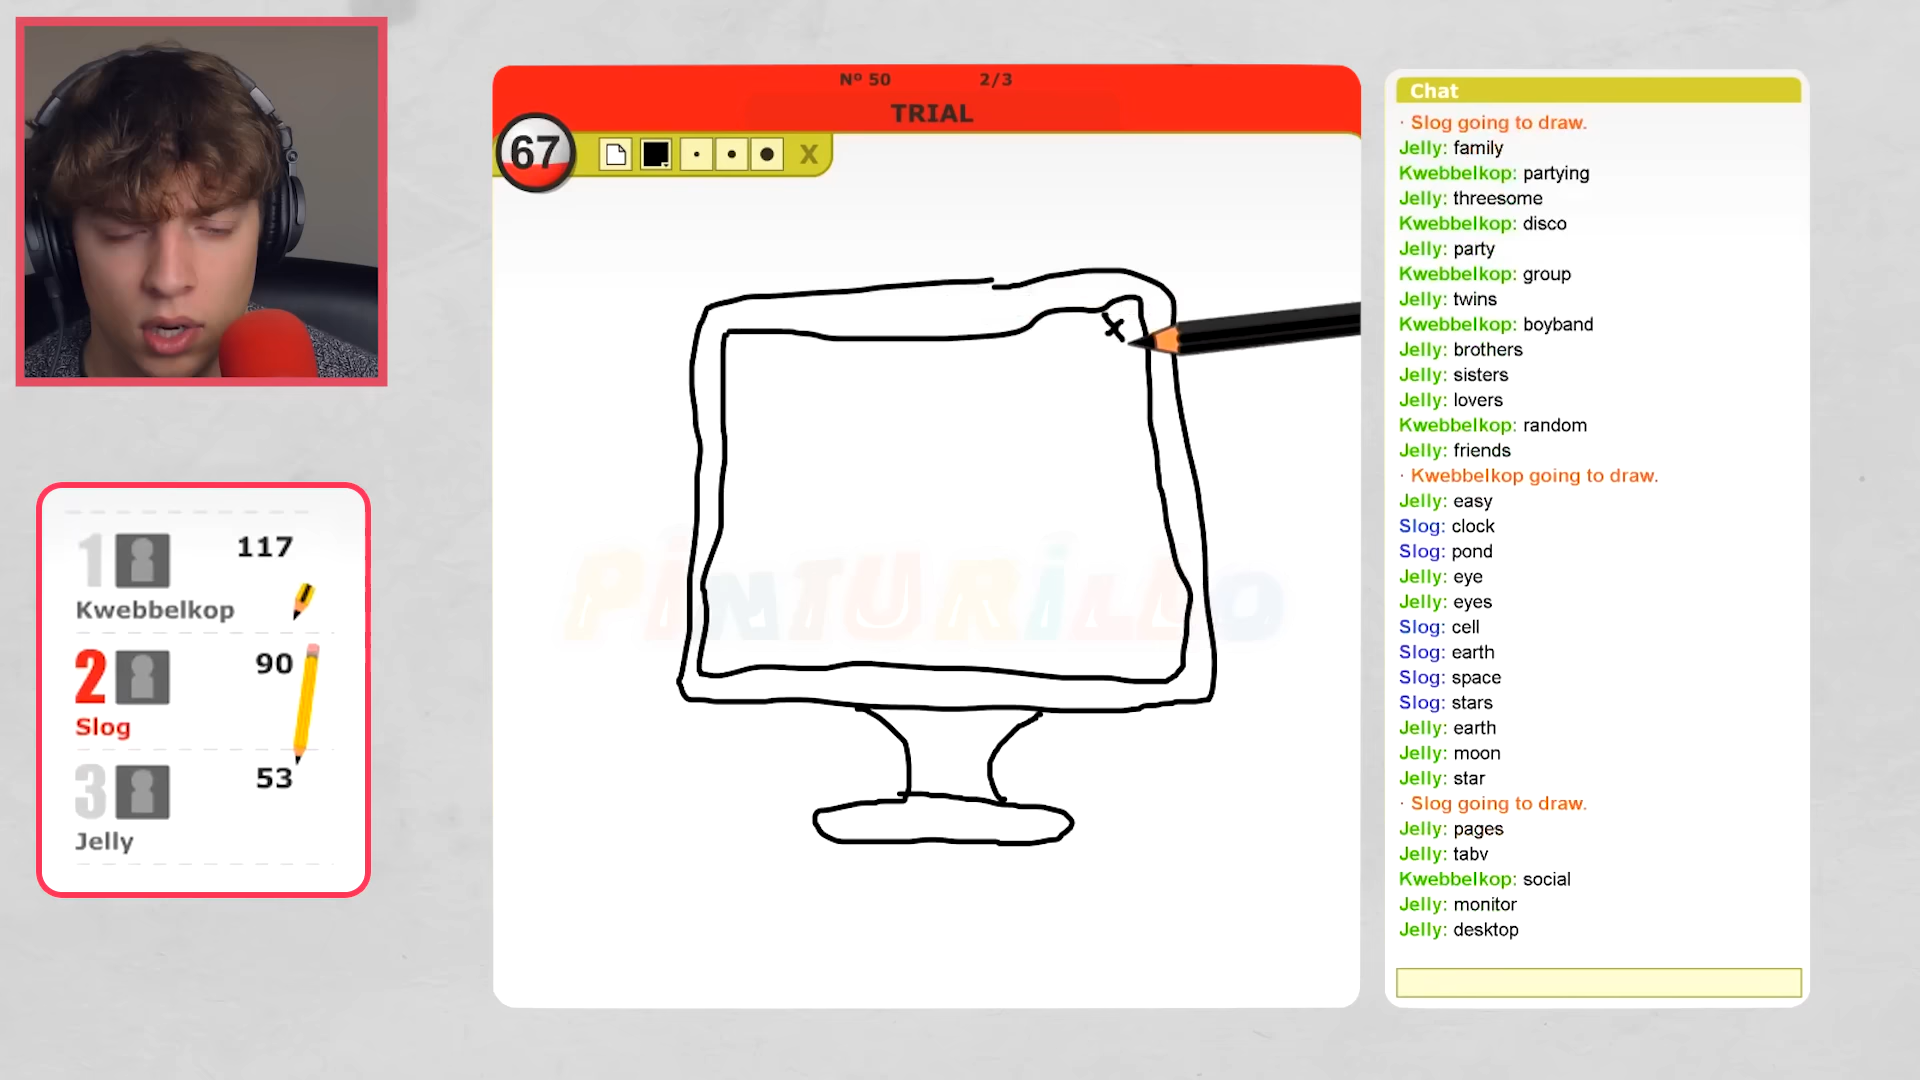 Nº 50 2/3
TRIAL
67
X
1 117
Kwebbelkop
2 90
Slog
3 53
Jelly
PINTURILLO
Chat
· Slog going to draw.
Jelly: family
Kwebbelkop: partying
Jelly: threesome
Kwebbelkop: disco
Jelly: party
Kwebbelkop: group
Jelly: twins
Kwebbelkop: boyband
Jelly: brothers
Jelly: sisters
Jelly: lovers
Kwebbelkop: random
Jelly: friends
· Kwebbelkop going to draw.
Jelly: easy
Slog: clock
Slog: pond
Jelly: eye
Jelly: eyes
Slog: cell
Slog: earth
Slog: space
Slog: stars
Jelly: earth
Jelly: moon
Jelly: star
· Slog going to draw.
Jelly: pages
Jelly: tabv
Kwebbelkop: social
Jelly: monitor
Jelly: desktop